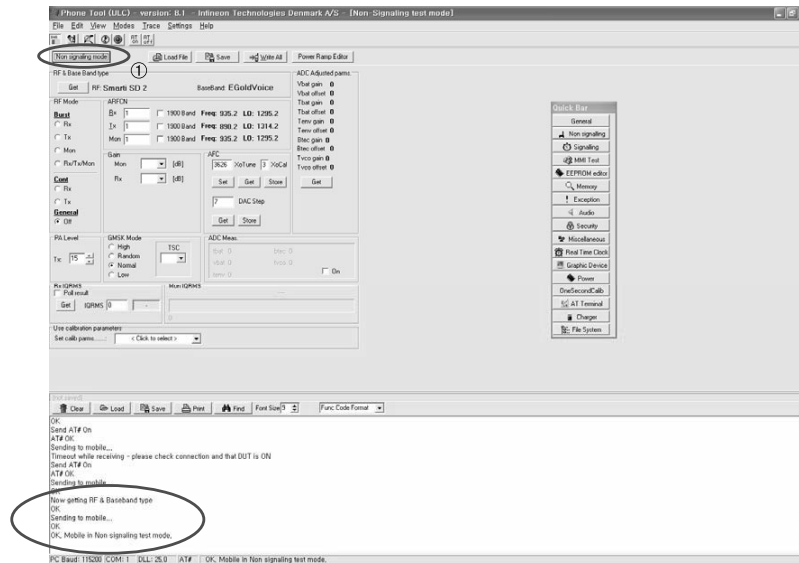 Phone Tool (ULC) - version: 8.1 - Infineon Technologies Denmark A/S - [Non-Signaling test mode]
File Edit View Modes Trace Settings Help
Non signaling mode Load File Save Write All Power Ramp Editor
①
RF & Base Band type
Get RF: Smarti SD 2 Baseband: EGoldVoice
ADC Adjusted parms.
Vbat gain 0
Vbat offset 0
Tbat gain 0
Tbat offset 0
Tenv gain 0
Tenv offset 0
Btec gain 0
Btec offset 0
Tvco gain 0
Tvco offset 0
Get
RF Mode
Burst
Rx
Tx
Mon
Rx/Tx/Mon
Cont
Rx
Tx
General
Off
ARFCN
Rx 1 1900 Band Freq: 935.2 LO: 1295.2
Tx 1 1900 Band Freq: 890.2 LO: 1314.2
Mon 1 1900 Band Freq: 935.2 LO: 1295.2
Gain
Mon [dB]
Rx [dB]
AFC
3626 XoTune 3 XoCal
Set Get Store
7 DAC Step
Get Store
PA Level
Tx: 15
GMSK Mode
High
Random
Normal
Low
TSC
ADC Meas.
On
Rx IQRMS
Poll result
Get IQRMS 0 -
Mon IQRMS
Use calibration parameters
Set calib parms......: < Click to select >
Quick Bar
General
Non signaling
Signaling
MMI Test
EEPROM editor
Memory
Exception
Audio
Security
Miscellaneous
Real Time Clock
Graphic Device
Power
OneSecondCalib
AT Terminal
Charger
File System
[not saved]
Clear Load Save Print Find Font Size 9 Func Code Format
OK
Send AT# On
AT# OK
Sending to mobile...
Timeout while receiving - please check connection and that DUT is ON
Send AT# On
AT# OK
Sending to mobile...
OK
Now getting RF & Baseband type
OK
Sending to mobile...
OK
OK, Mobile in Non signaling test mode.
PC Baud: 115200 COM: 1 DLL: 25.0 AT# OK, Mobile in Non signaling test mode.